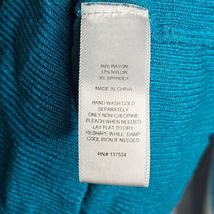 80% RAYON
17% NYLON
3% SPANDEX
MADE IN CHINA
HAND WASH COLD
SEPARATELY
ONLY NON CHLORINE
BLEACH WHEN NEEDED
LAY FLAT TO DRY
RESHAPE WHILE DAMP
COOL IRON IF NEEDED
RN# 137524